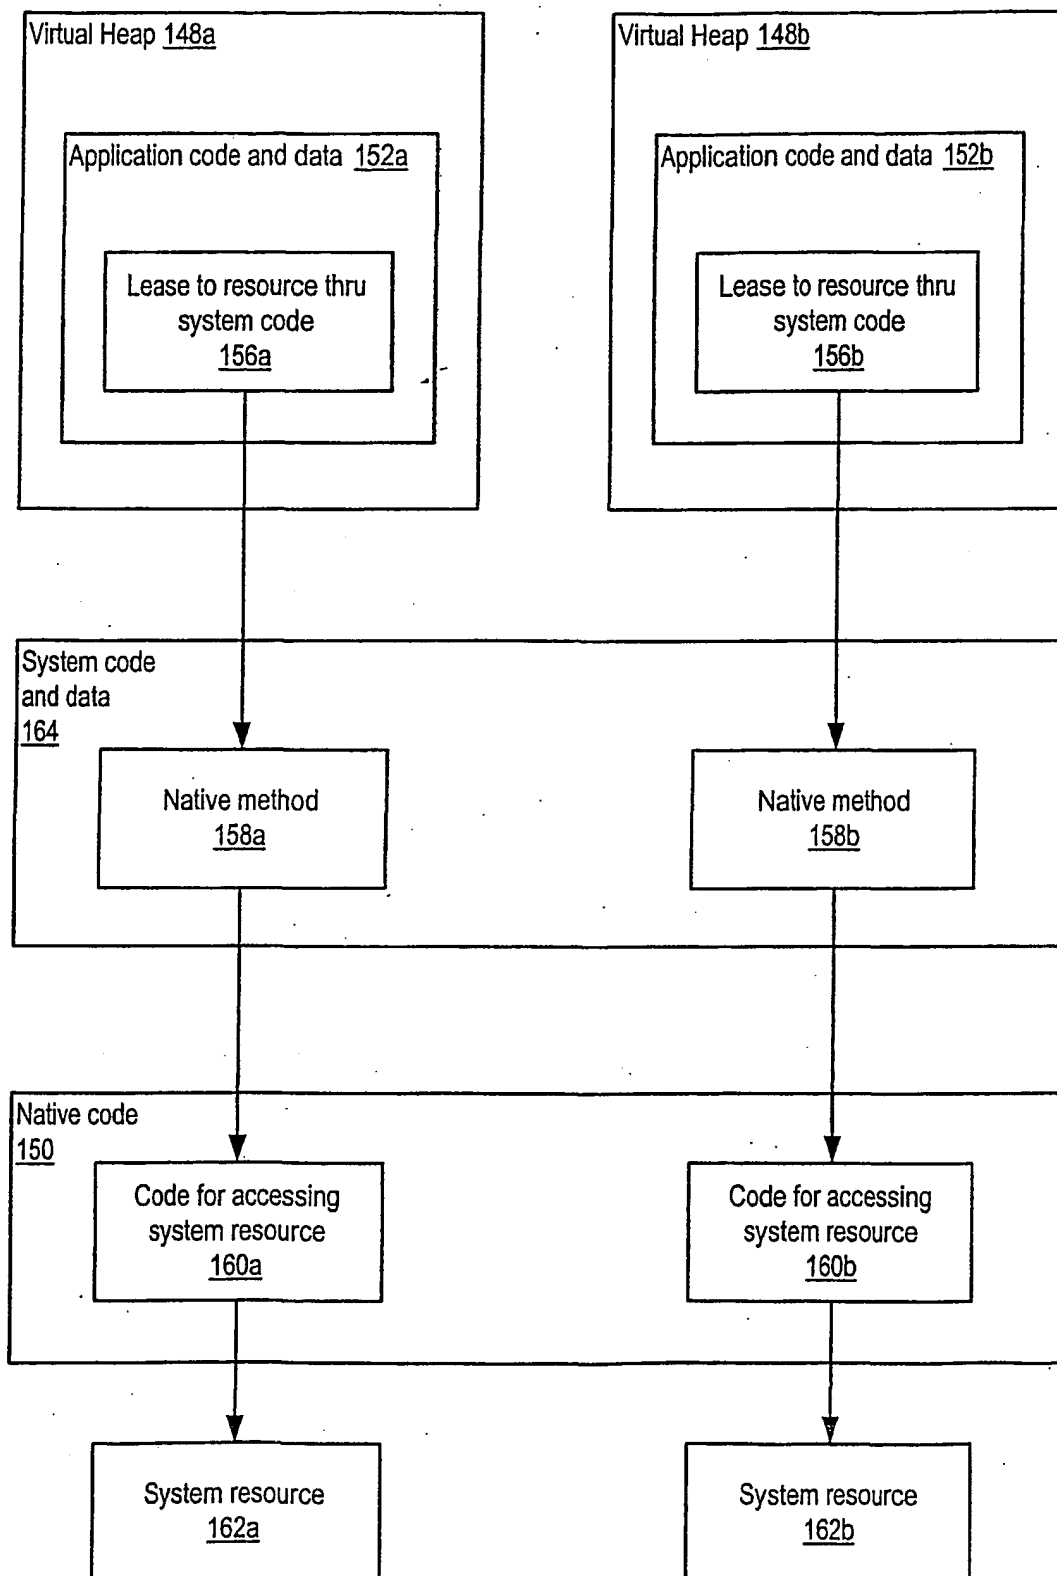 Virtual Heap 148a
Virtual Heap 148b
Application code and data 152a
Application code and data 152b
Lease to resource thru
system code
156a
Lease to resource thru
system code
156b
System code
and data
164
Native method
158a
Native method
158b
Native code
150
Code for accessing
system resource
160a
Code for accessing
system resource
160b
System resource
162a
System resource
162b